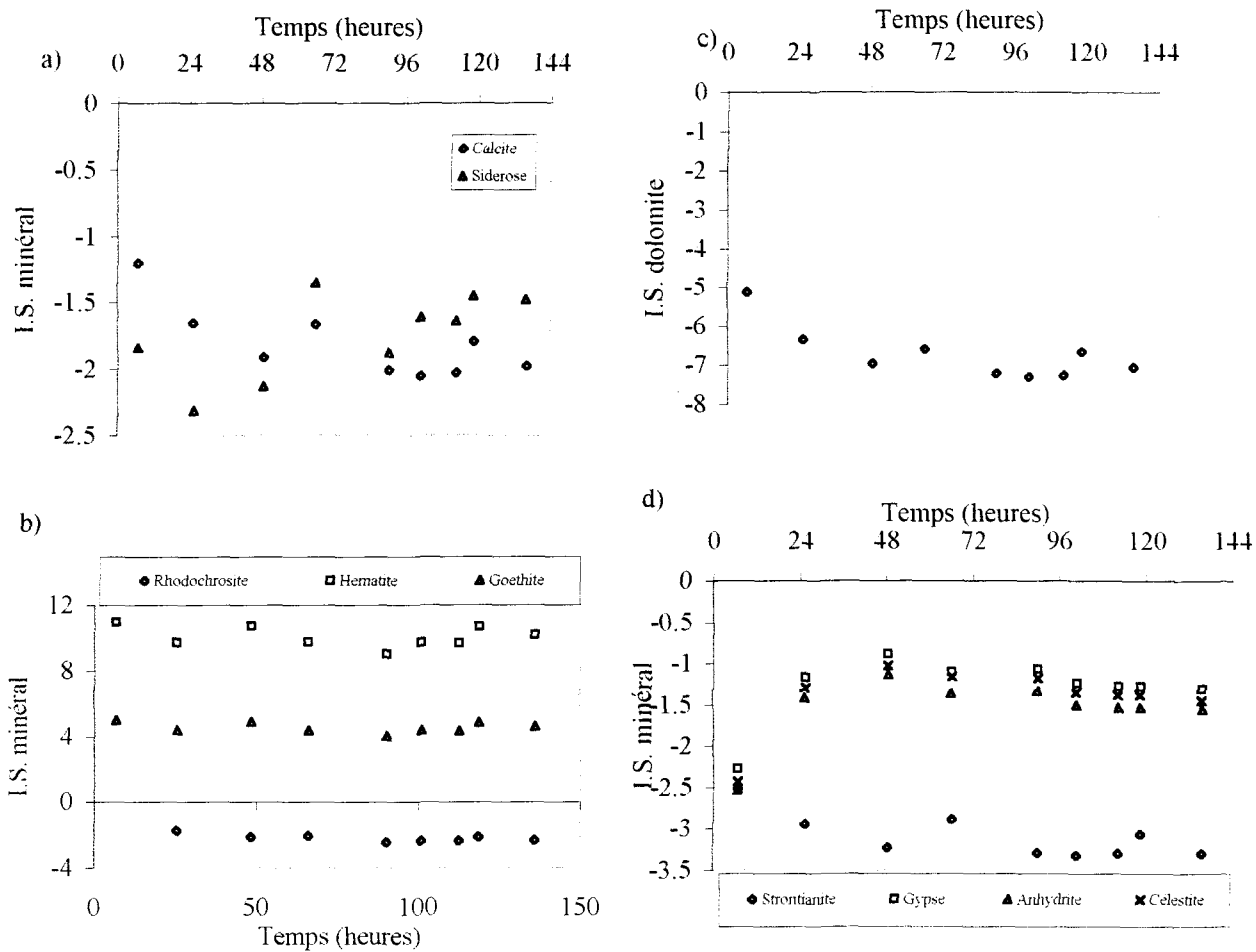 a)
Temps (heures)
0 24 48 72 96 120 144
0
-0.5
-1
-1.5
-2
-2.5
I.S. minéral
Calcite
Siderose
c)
Temps (heures)
0 24 48 72 96 120 144
0
-1
-2
-3
-4
-5
-6
-7
-8
I.S. dolomite
b)
Rhodochrosite Hematite Goethite
12
8
4
0
-4
I.S. minéral
0 50 100 150
Temps (heures)
d)
Temps (heures)
0 24 48 72 96 120 144
0
-0.5
-1
-1.5
-2
-2.5
-3
-3.5
I.S. minéral
Strontianite Gypse Anhydrite Célestite